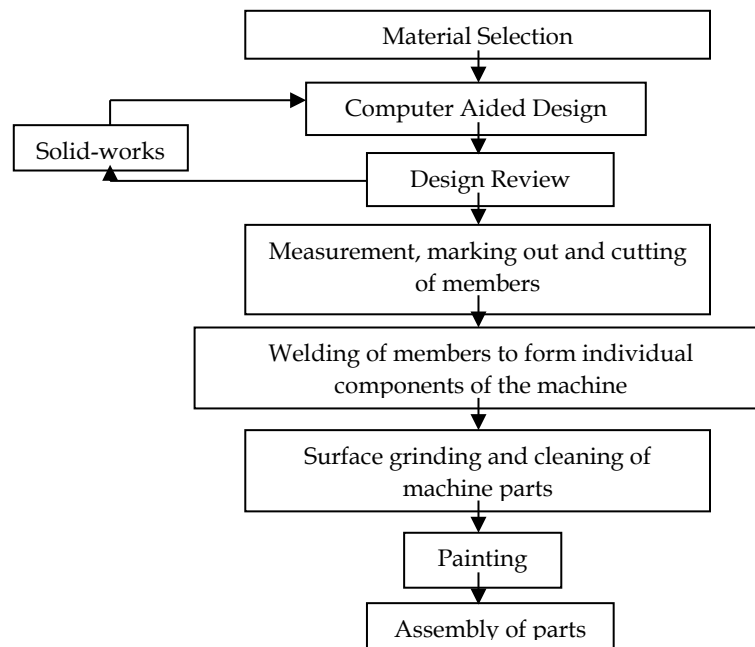 Material Selection
Computer Aided Design
Solid-works
Design Review
Measurement, marking out and cutting
of members
Welding of members to form individual
components of the machine
Surface grinding and cleaning of
machine parts
Painting
Assembly of parts